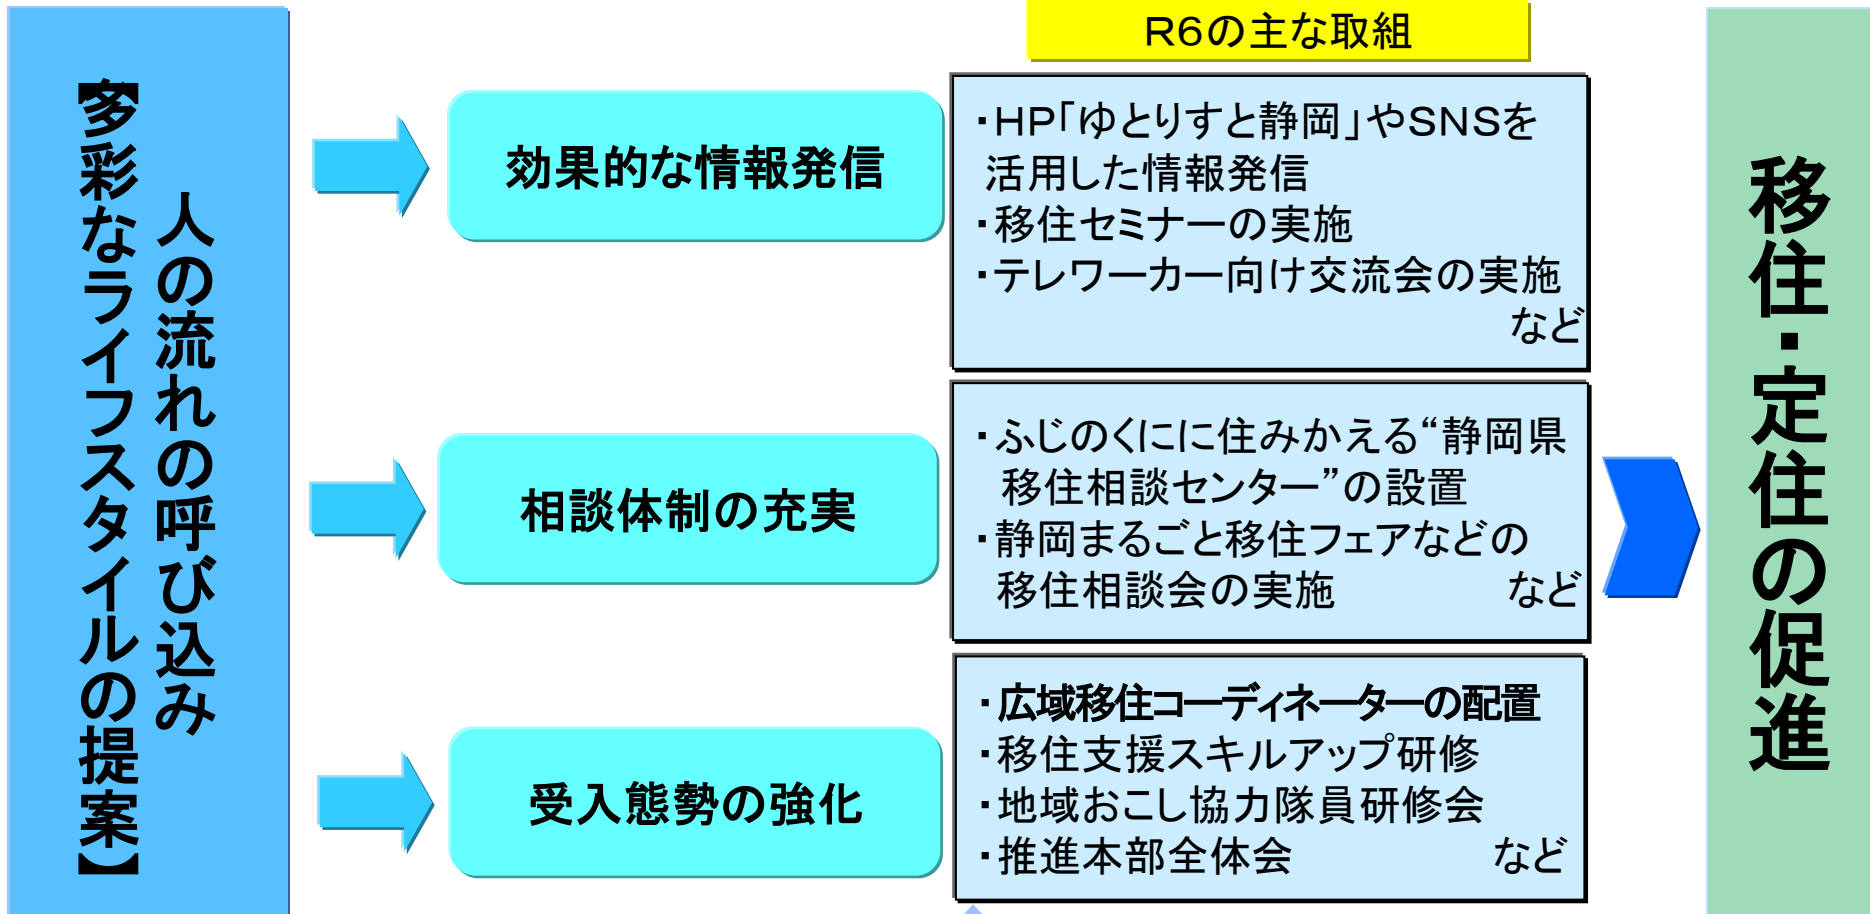 人の流れの呼び込み
【多彩なライフスタイルの提案】
R6の主な取組
効果的な情報発信
・HP「ゆとりすと静岡」やSNSを
活用した情報発信
・移住セミナーの実施
・テレワーカー向け交流会の実施
など
相談体制の充実
・ふじのくにに住みかえる“静岡県
移住相談センター”の設置
・静岡まるごと移住フェアなどの
移住相談会の実施 など
受入態勢の強化
・広域移住コーディネーターの配置
・移住支援スキルアップ研修
・地域おこし協力隊員研修会
・推進本部全体会 など
移住・定住の促進